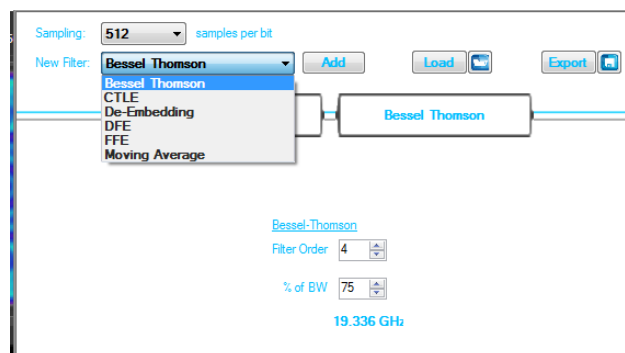 Sampling: 512 samples per bit
New Filter: Bessel Thomson Add Load Export
Bessel Thomson
CTLE
De-Embedding
DFE
FFE
Moving Average
Bessel Thomson
Bessel-Thomson
Filter Order 4
% of BW 75
19.336 GHz